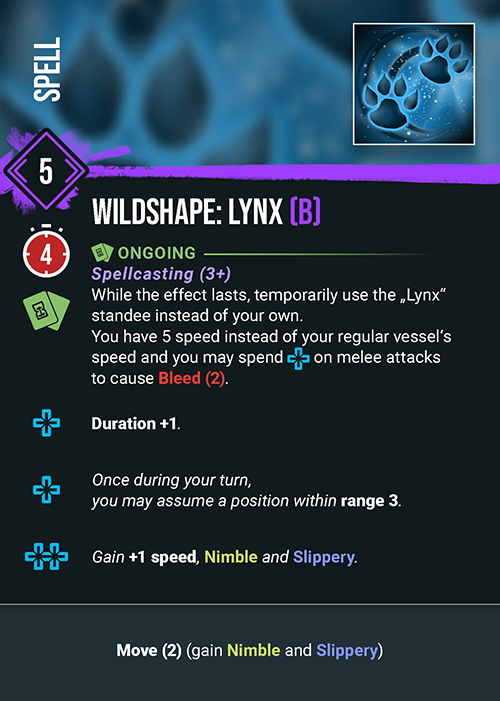 SPELL
5
WILDSHAPE: LYNX (B)
4
ONGOING
Spellcasting (3+)
While the effect lasts, temporarily use the „Lynx“
standee instead of your own.
You have 5 speed instead of your regular vessel‘s
speed and you may spend on melee attacks
to cause Bleed (2).
Duration +1.
Once during your turn,
you may assume a position within range 3.
Gain +1 speed, Nimble and Slippery.
Move (2) (gain Nimble and Slippery)